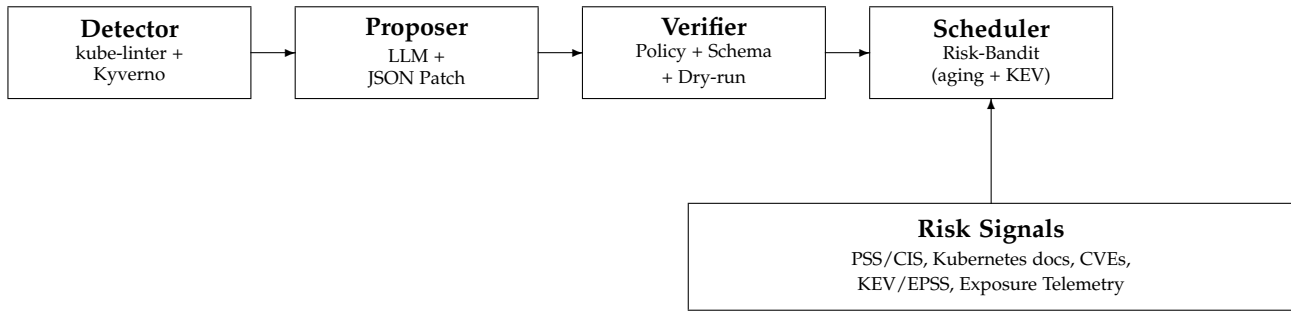 Detector
kube-linter +
Kyverno
Proposer
LLM +
JSON Patch
Verifier
Policy + Schema
+ Dry-run
Scheduler
Risk-Bandit
(aging + KEV)
Risk Signals
PSS/CIS, Kubernetes docs, CVEs,
KEV/EPSS, Exposure Telemetry